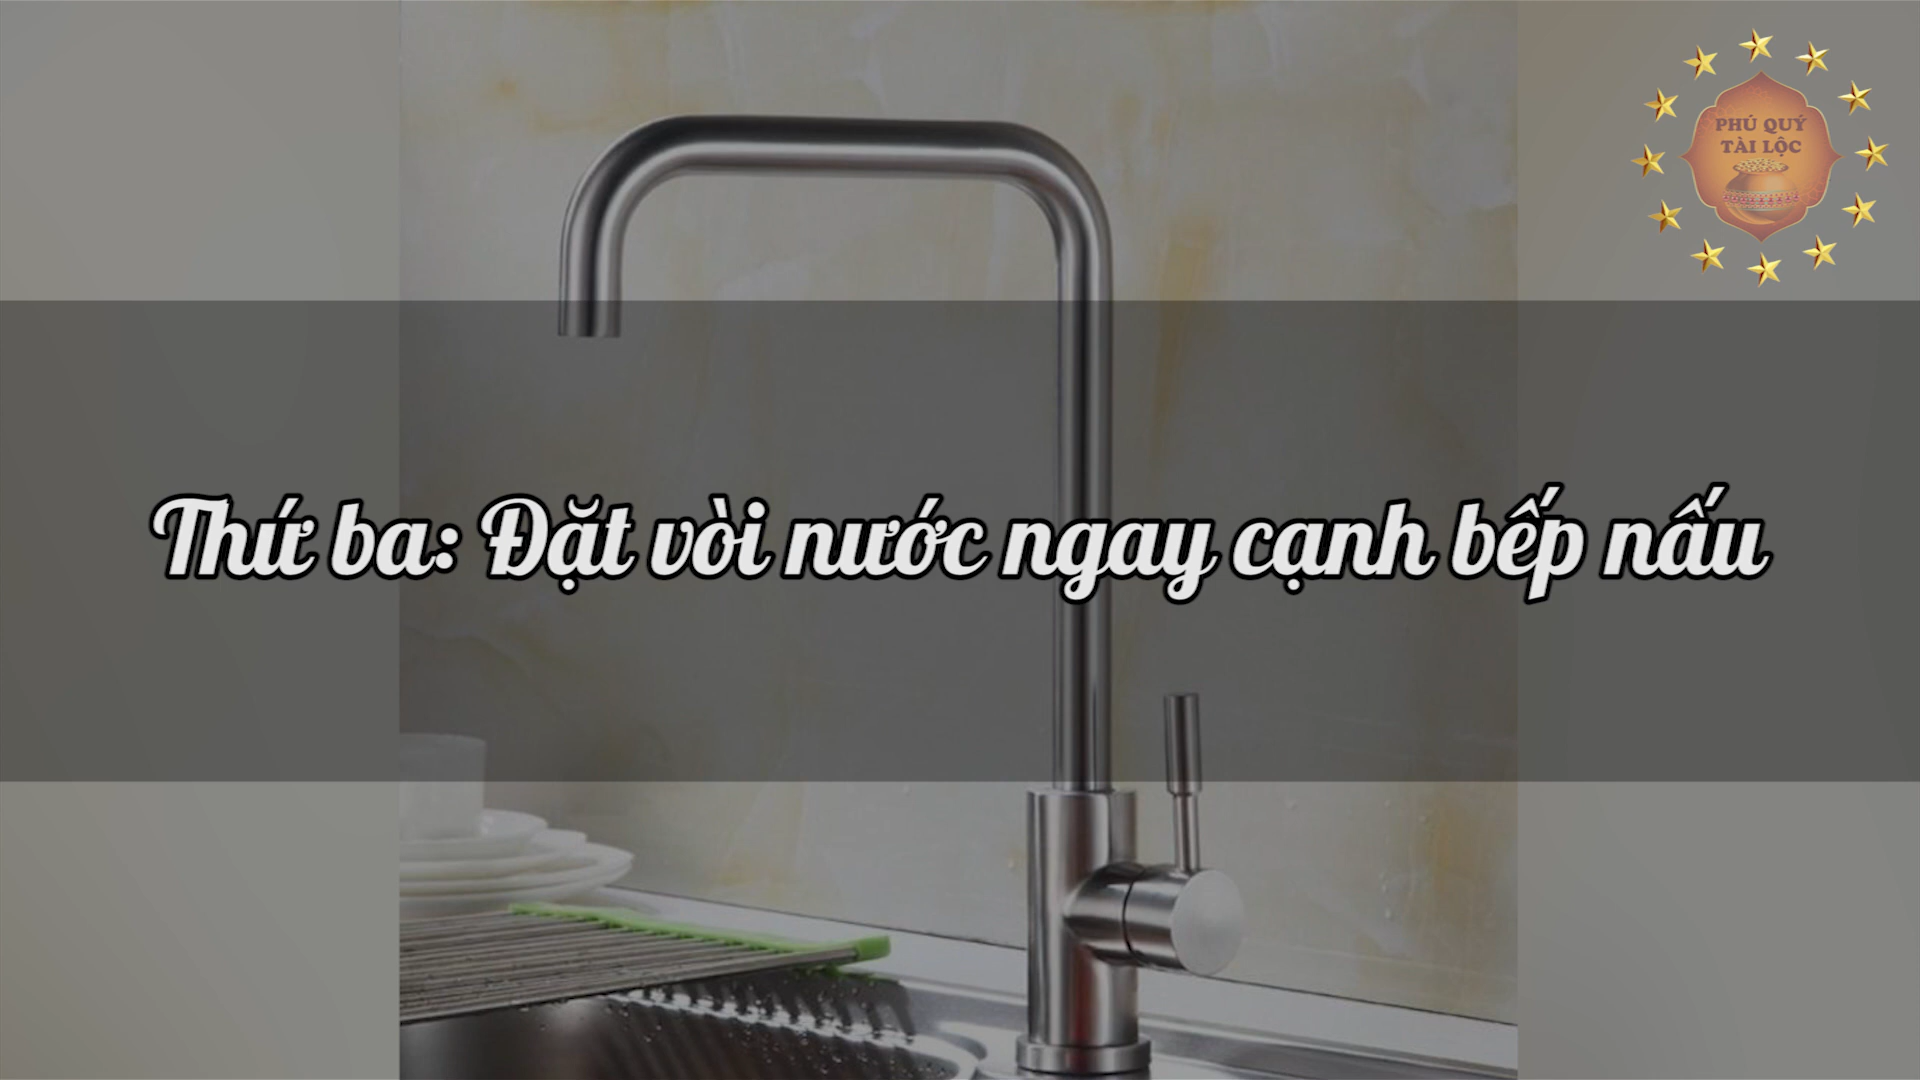 PHÚ QUÝ
TÀI LỘC
Thứ ba: Đặt vòi nước ngay cạnh bếp nấu